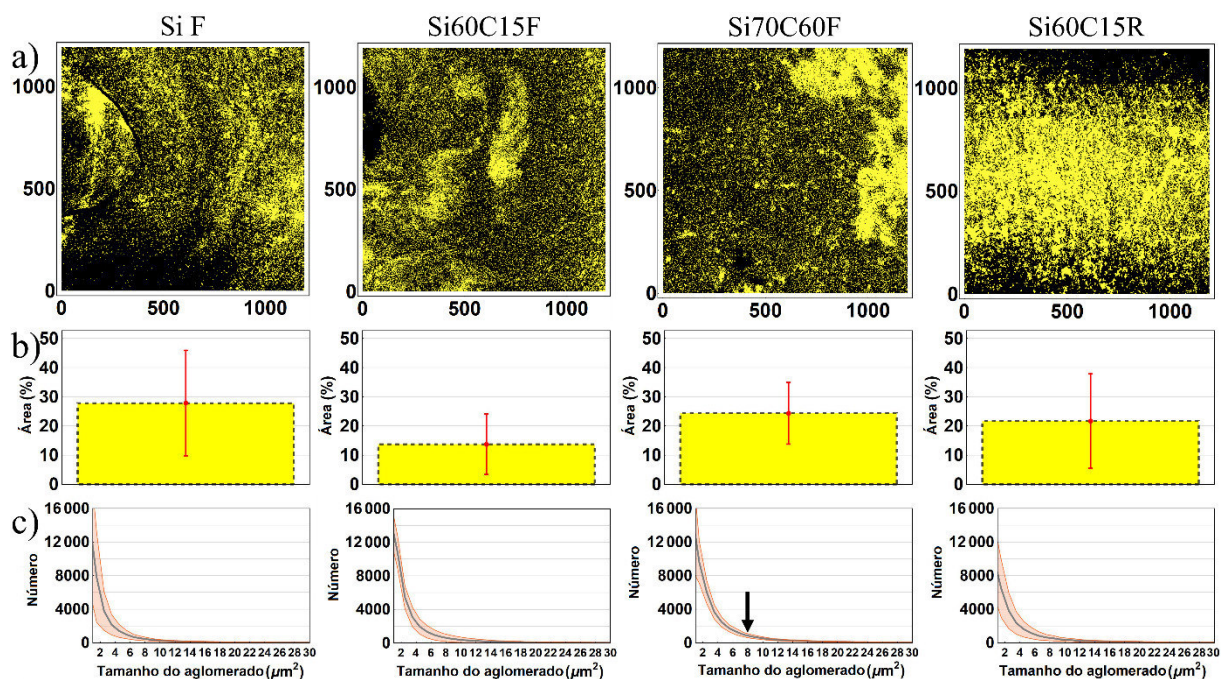 Si F Si60C15F Si70C60F Si60C15R
a)
1000 1000 1000 1000
500 500 500 500
0 0 0 0
0 500 1000 0 500 1000 0 500 1000 0 500 1000
b)
Área (%) Área (%) Área (%) Área (%)
50 50 50 50
40 40 40 40
30 30 30 30
20 20 20 20
10 10 10 10
0 0 0 0
c)
Número Número Número Número
16 000 16 000 16 000 16 000
12 000 12 000 12 000 12 000
8000 8000 8000 8000
4000 4000 4000 4000
0 0 0 0
2 4 6 8 10 12 14 16 18 20 22 24 26 28 30 2 4 6 8 10 12 14 16 18 20 22 24 26 28 30 2 4 6 8 10 12 14 16 18 20 22 24 26 28 30 2 4 6 8 10 12 14 16 18 20 22 24 26 28 30
Tamanho do aglomerado (μm²) Tamanho do aglomerado (μm²) Tamanho do aglomerado (μm²) Tamanho do aglomerado (μm²)